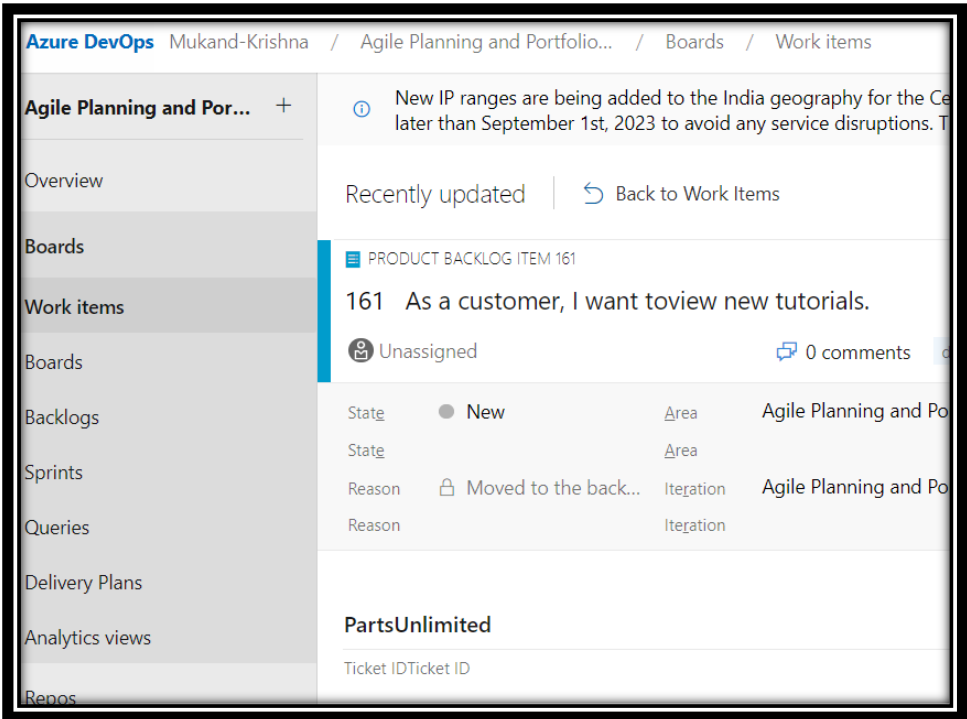 Azure DevOps Mukand-Krishna / Agile Planning and Portfolio... / Boards / Work items
Agile Planning and Por... +
Overview
Boards
Work items
Boards
Backlogs
Sprints
Queries
Delivery Plans
Analytics views
Repos
New IP ranges are being added to the India geography for the
later than September 1st, 2023 to avoid any service disruptions.
Recently updated Back to Work Items
PRODUCT BACKLOG ITEM 161
161 As a customer, I want toview new tutorials.
Unassigned 0 comments
State New Area Agile Planning and
State Area
Reason Moved to the back... Iteration Agile Planning and
Reason Iteration
PartsUnlimited
Ticket IDTicket ID